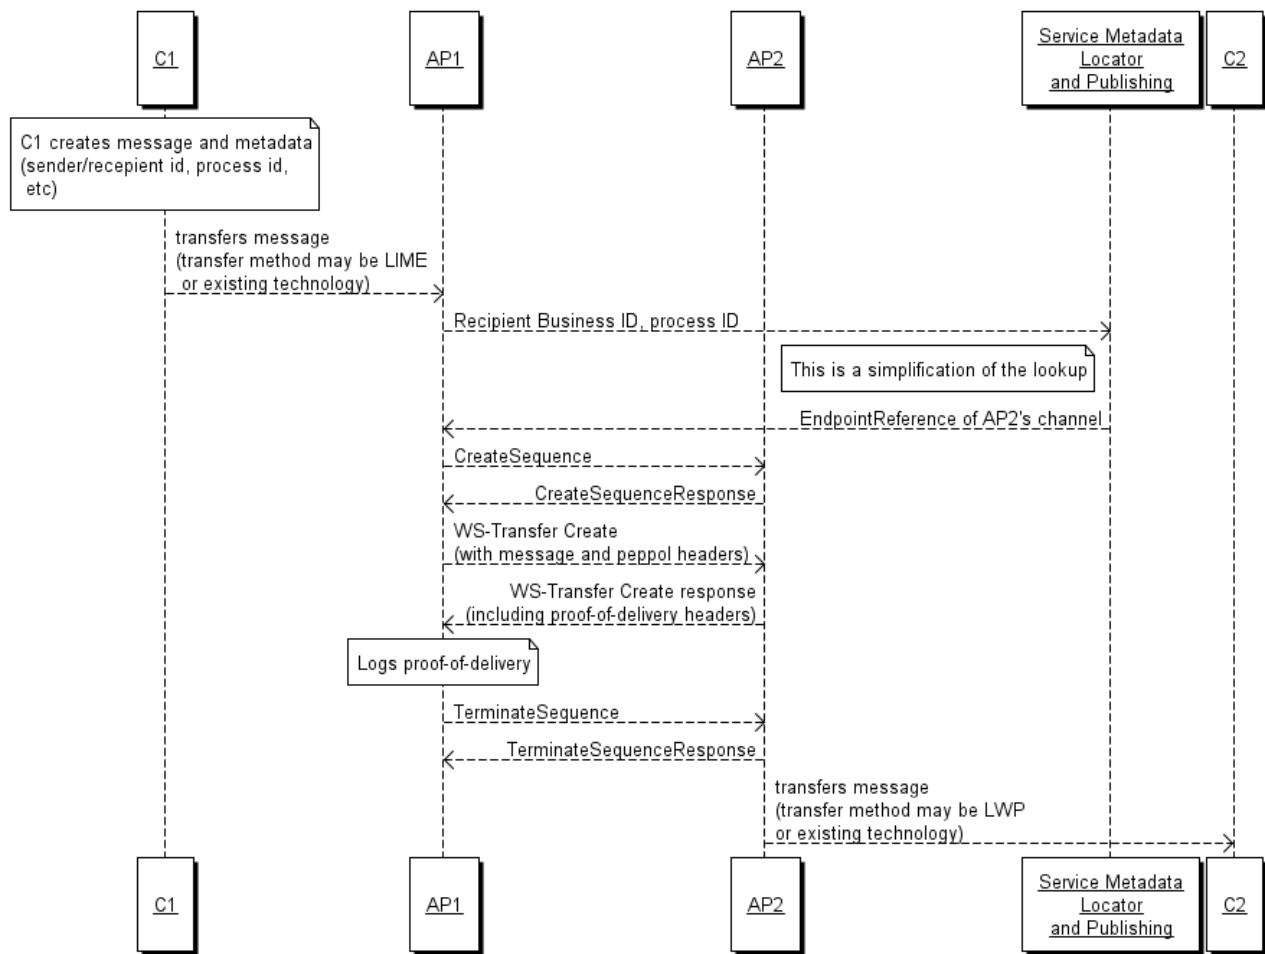 C1
AP1
AP2
Service Metadata
Locator
and Publishing
C2
C1 creates message and metadata
(sender/recepient id, process id,
etc)
transfers message
(transfer method may be LIME
or existing technology)
Recipient Business ID, process ID
This is a simplification of the lookup
EndpointReference of AP2's channel
CreateSequence
CreateSequenceResponse
WS-Transfer Create
(with message and peppol headers)
WS-Transfer Create response
(including proof-of-delivery headers)
Logs proof-of-delivery
TerminateSequence
TerminateSequenceResponse
transfers message
(transfer method may be LWP
or existing technology)
C1
AP1
AP2
Service Metadata
Locator
and Publishing
C2